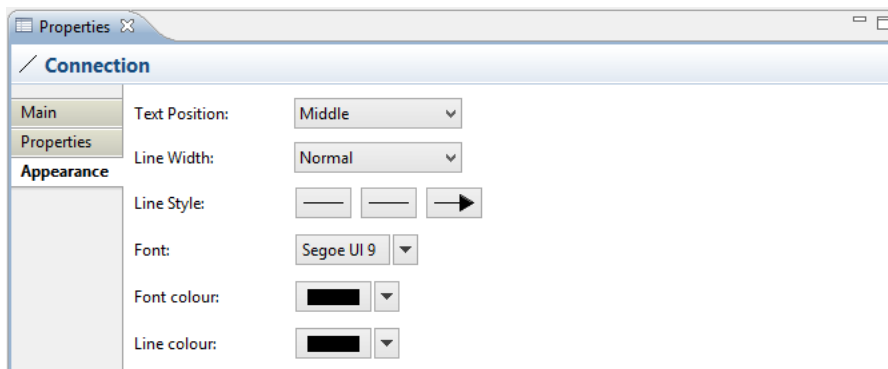 Properties
Connection
Main
Properties
Appearance
Text Position: Middle
Line Width: Normal
Line Style:
Font: Segoe UI 9
Font colour:
Line colour: